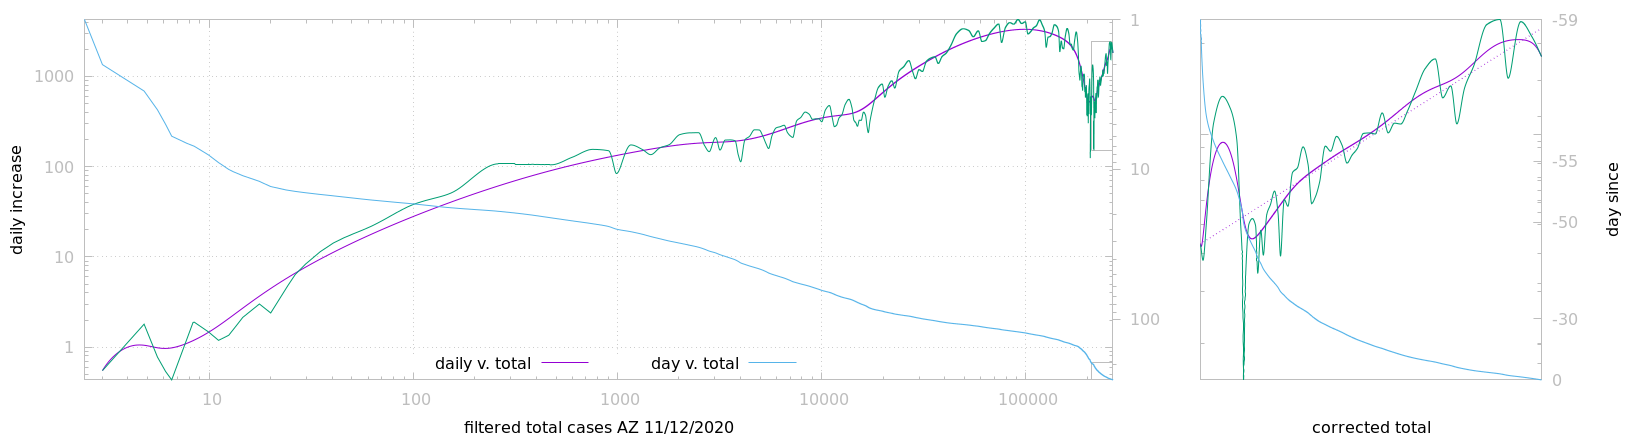 daily increase
1000
100
10
1
daily v. total
day v. total
10
100
1000
10000
100000
filtered total cases AZ 11/12/2020
1
10
100
-59
-55
-50
-30
0
day since
corrected total